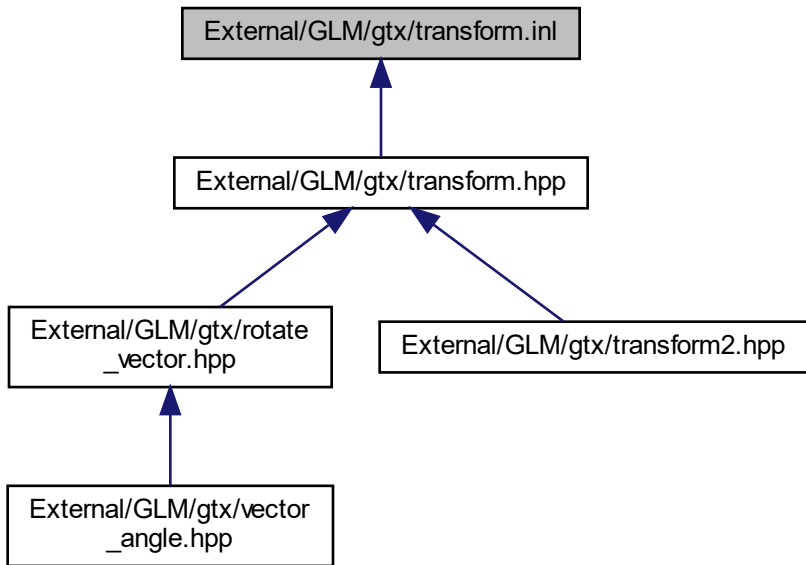 External/GLM/gtx/transform.inl
External/GLM/gtx/transform.hpp
External/GLM/gtx/rotate
_vector.hpp
External/GLM/gtx/transform2.hpp
External/GLM/gtx/vector
_angle.hpp